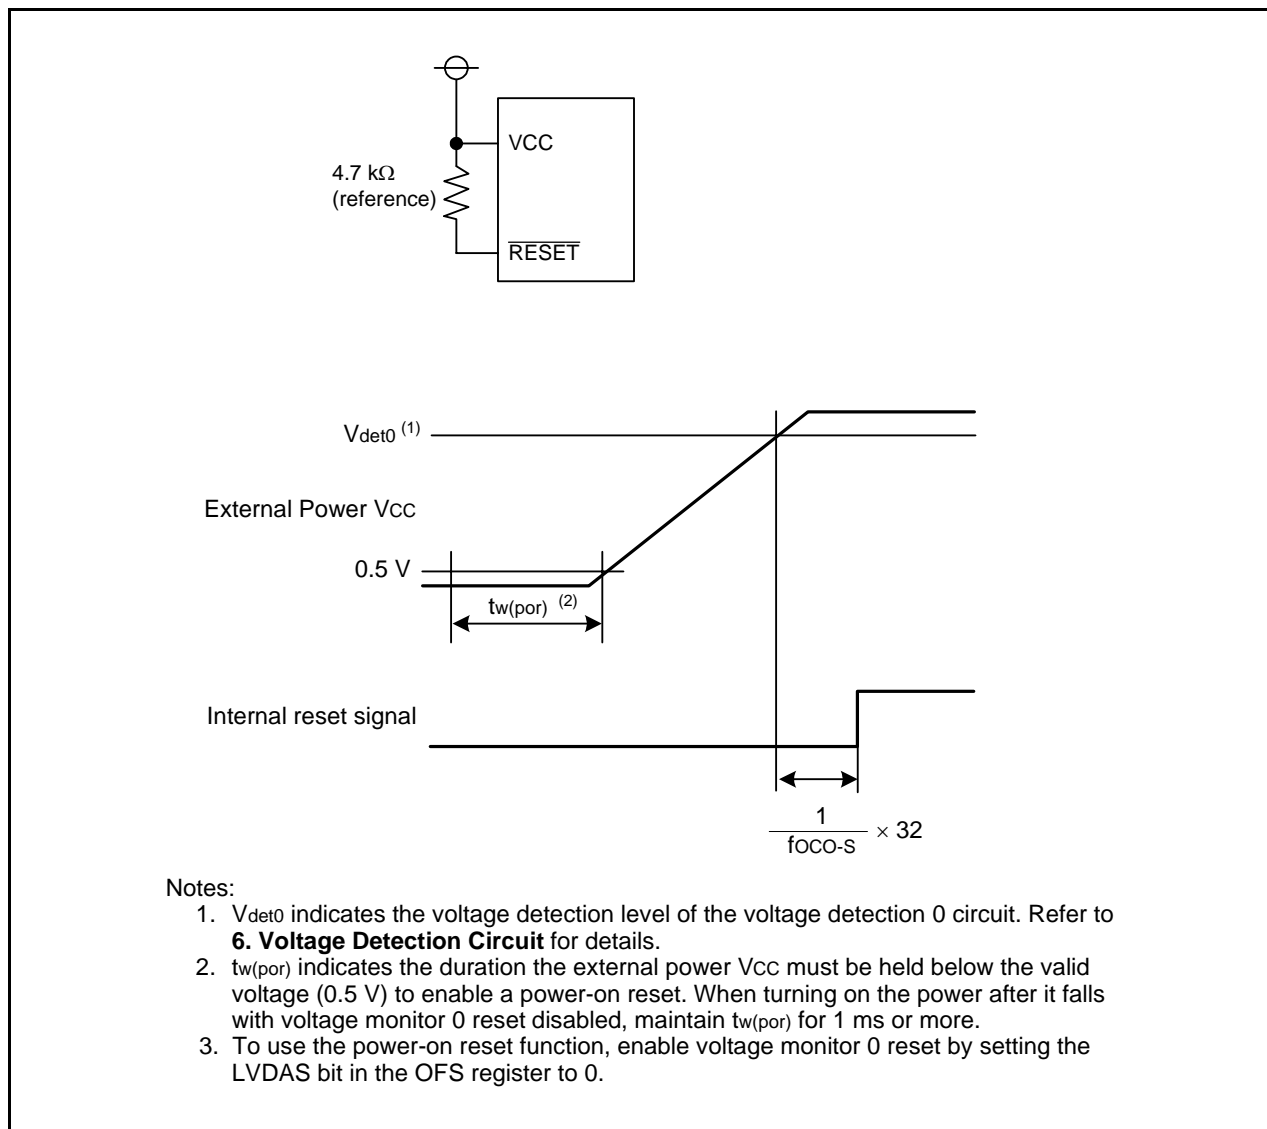 VCC
4.7 kΩ
(reference)
RESET
Vdet0 (1)
External Power VCC
0.5 V
tw(por) (2)
Internal reset signal
1
fOCO-S
× 32
Notes:
1. Vdet0 indicates the voltage detection level of the voltage detection 0 circuit. Refer to
6. Voltage Detection Circuit for details.
2. tw(por) indicates the duration the external power VCC must be held below the valid
voltage (0.5 V) to enable a power-on reset. When turning on the power after it falls
with voltage monitor 0 reset disabled, maintain tw(por) for 1 ms or more.
3. To use the power-on reset function, enable voltage monitor 0 reset by setting the
LVDAS bit in the OFS register to 0.